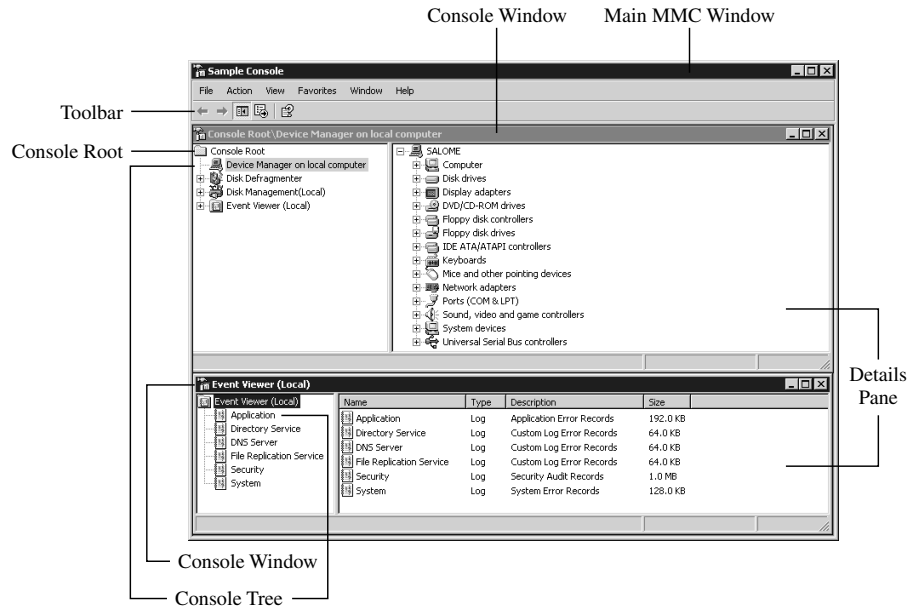 Console Window
Main MMC Window
Sample Console
File Action View Favorites Window Help
Toolbar
Console Root\Device Manager on local computer
Console Root
Console Root
Device Manager on local computer
Disk Defragmenter
Disk Management(Local)
Event Viewer (Local)
SALOME
Computer
Disk drives
Display adapters
DVD/CD-ROM drives
Floppy disk controllers
Floppy disk drives
IDE ATA/ATAPI controllers
Keyboards
Mice and other pointing devices
Network adapters
Ports (COM & LPT)
Sound, video and game controllers
System devices
Universal Serial Bus controllers
Details
Pane
Event Viewer (Local)
Event Viewer (Local)
Application
Directory Service
DNS Server
File Replication Service
Security
System
Name Type Description Size
Application Log Application Error Records 192.0 KB
Directory Service Log Custom Log Error Records 64.0 KB
DNS Server Log Custom Log Error Records 64.0 KB
File Replication Service Log Custom Log Error Records 64.0 KB
Security Log Security Audit Records 1.0 MB
System Log System Error Records 128.0 KB
Console Window
Console Tree